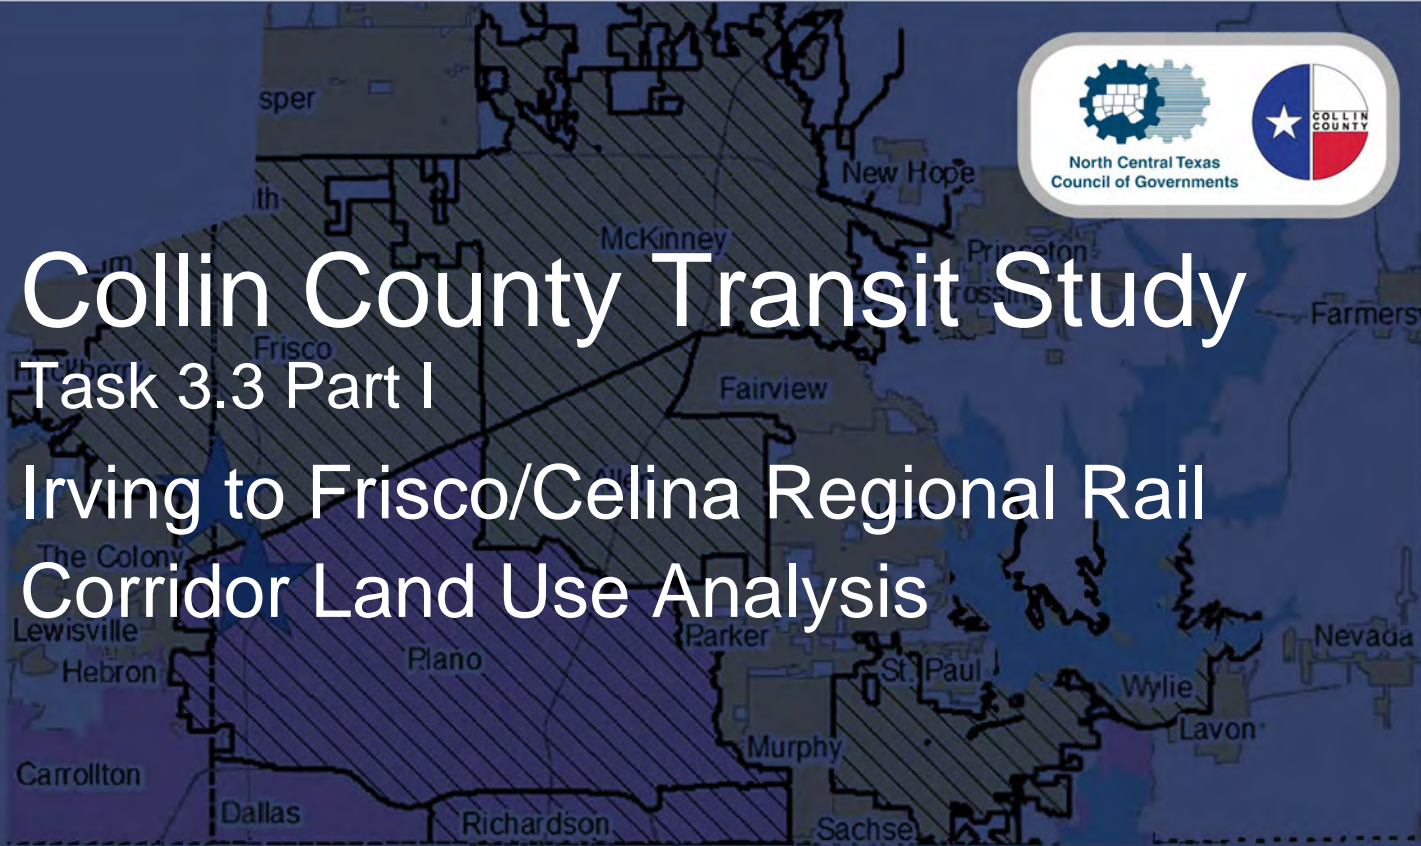 sper
New Hope
North Central Texas
Council of Governments
COLLIN
COUNTY
ith
McKinney
Princeton
Collin County Transit Study
Farmers
Frisco
Task 3.3 Part I
Fairview
Irving to Frisco/Celina Regional Rail
The Colony
Corridor Land Use Analysis
Lewisville
Parker
Nevada
Hebron
Plano
St. Paul
Wylie
Lavon
Murphy
Carrollton
Dallas
Richardson
Sachse